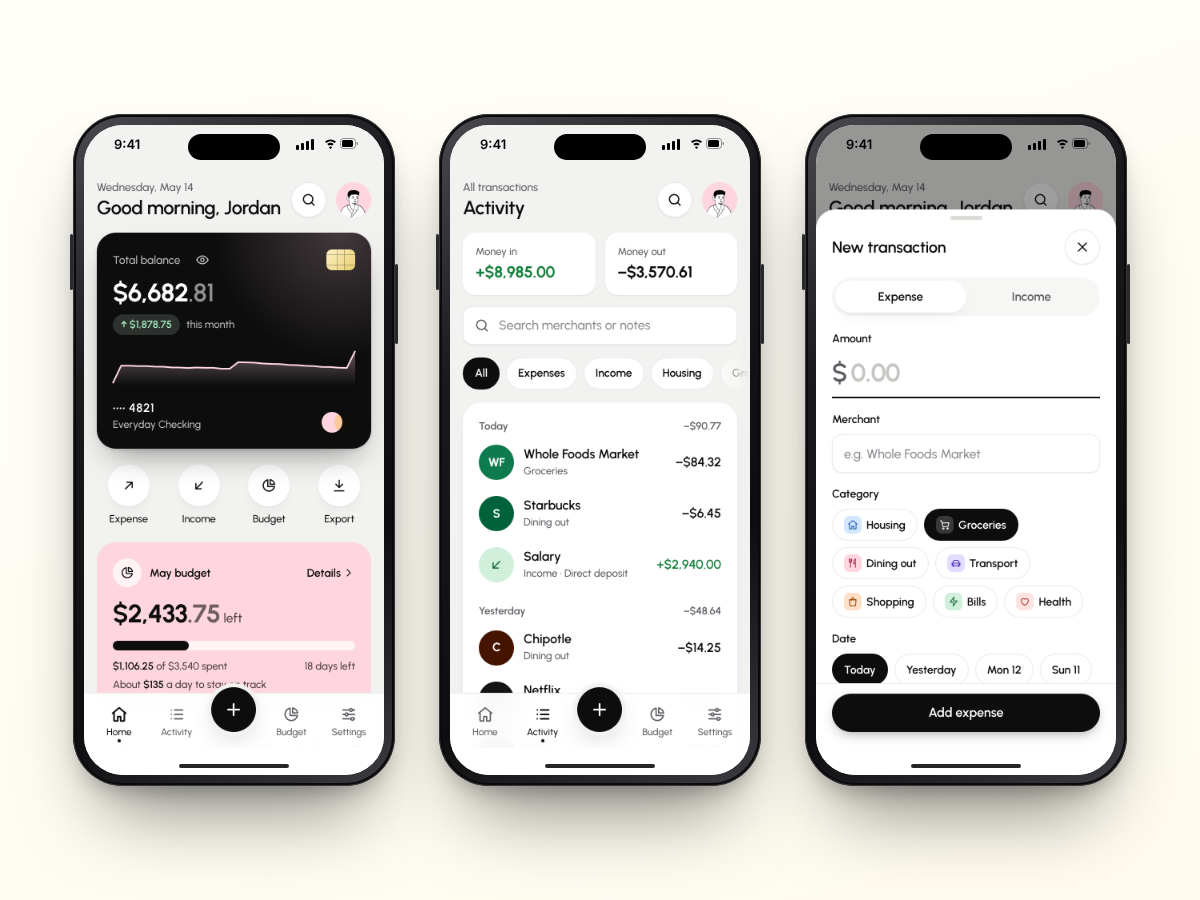 9:41
Wednesday, May 14
Good morning, Jordan
Total balance
$6,682.81
↑ $1,878.75 this month
···· 4821
Everyday Checking
Expense Income Budget Export
May budget Details
$2,433.75 left
$1,106.25 of $3,540 spent 18 days left
About $135 a day to stay on track
Home Activity Budget Settings
9:41
All transactions
Activity
Money in Money out
+$8,985.00 −$3,570.61
Search merchants or notes
All Expenses Income Housing
Today −$90.77
WF Whole Foods Market −$84.32
Groceries
S Starbucks −$6.45
Dining out
Salary +$2,940.00
Income · Direct deposit
Yesterday −$48.64
C Chipotle −$14.25
Dining out
Netflix
Home Activity Budget Settings
9:41
Wednesday, May 14
Good morning, Jordan
New transaction
Expense Income
Amount
$ 0.00
Merchant
e.g. Whole Foods Market
Category
Housing Groceries
Dining out Transport
Shopping Bills Health
Date
Today Yesterday Mon 12 Sun 11
Add expense